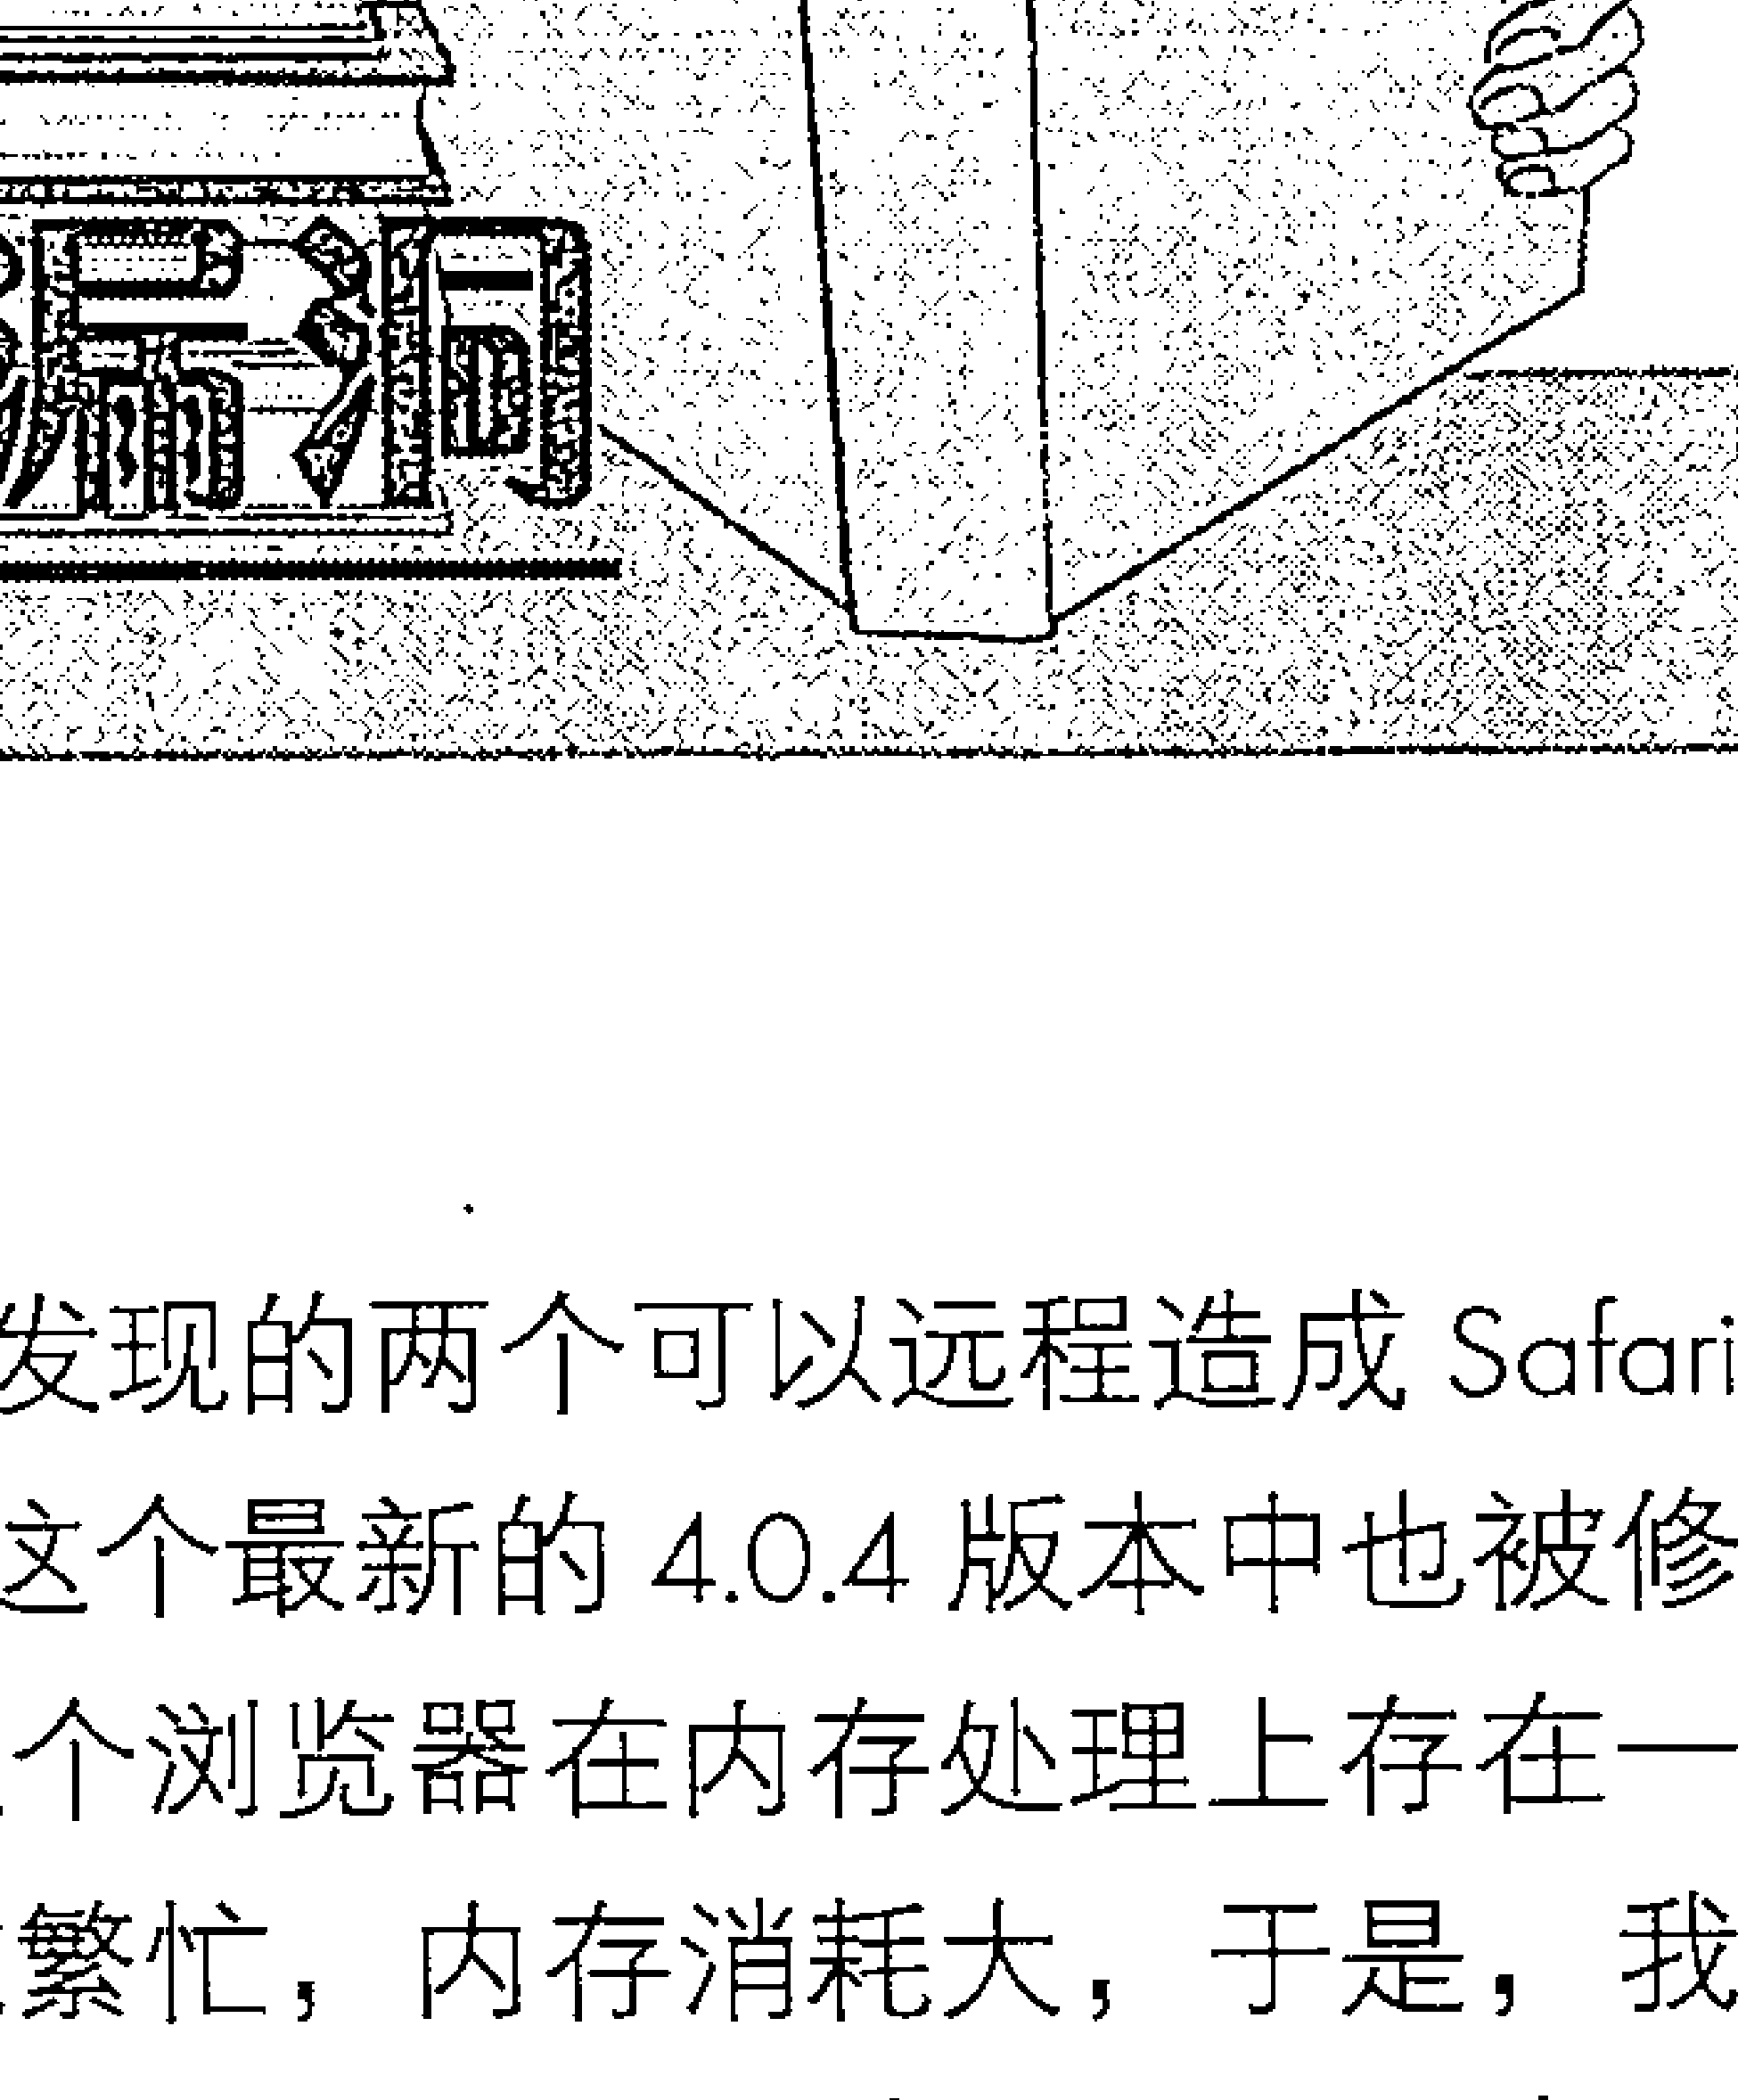 漏洞
发现的两个可以远程造成 Safari
这个最新的 4.0.4 版本中也被修
个浏览器在内存处理上存在一
繁忙，内存消耗大，于是，我